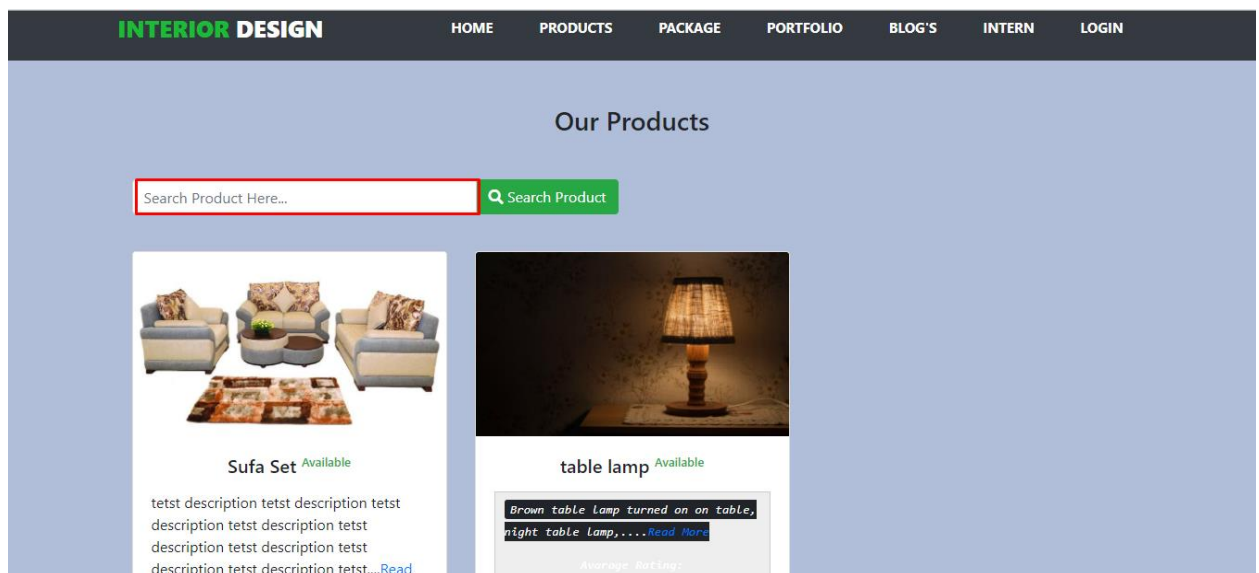 INTERIOR DESIGN HOME PRODUCTS PACKAGE PORTFOLIO BLOG'S INTERN LOGIN
Our Products
Search Product Here... Search Product
Sufa Set Available
tetst description tetst description tetst
description tetst description tetst
description tetst description tetst
description tetst description tetst....Read
table lamp Available
Brown table lamp turned on on table,
night table lamp,....Read More
Avarage Rating: